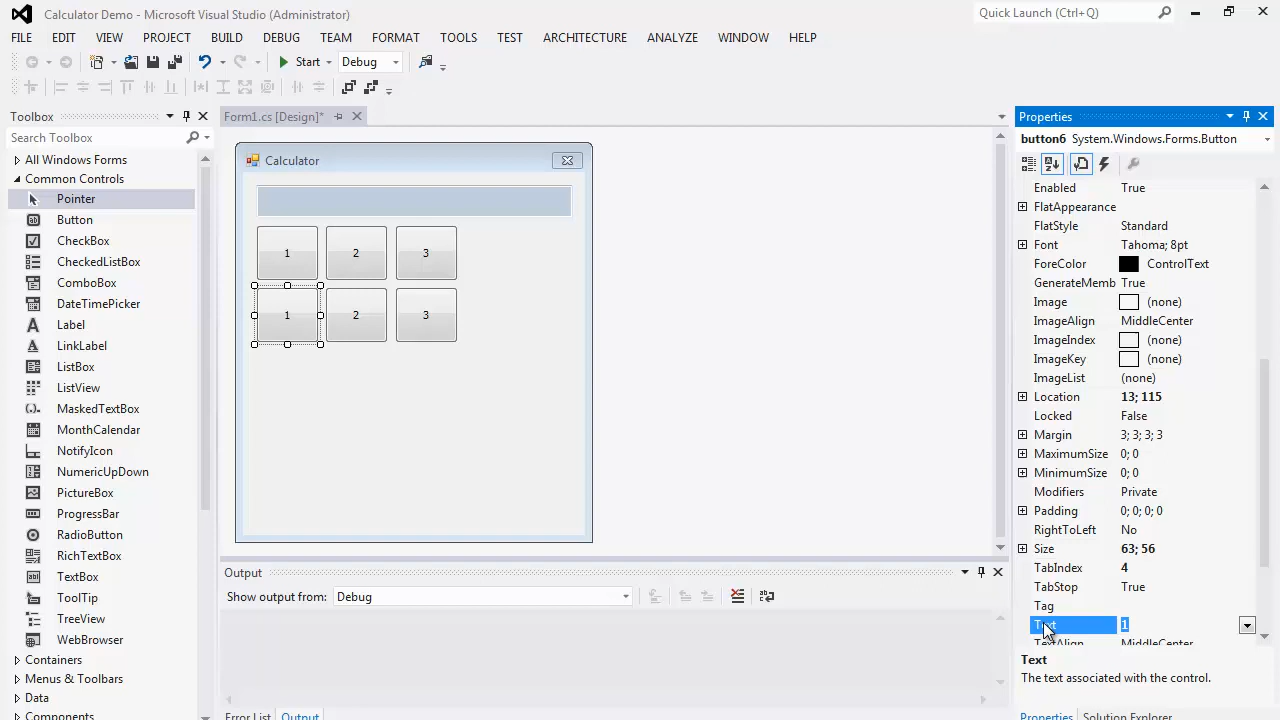 Calculator Demo - Microsoft Visual Studio (Administrator)
Quick Launch (Ctrl+Q)
FILE EDIT VIEW PROJECT BUILD DEBUG TEAM FORMAT TOOLS TEST ARCHITECTURE ANALYZE WINDOW HELP
Start Debug
Toolbox
Search Toolbox
All Windows Forms
Common Controls
Pointer
Button
CheckBox
CheckedListBox
ComboBox
DateTimePicker
Label
LinkLabel
ListBox
ListView
MaskedTextBox
MonthCalendar
NotifyIcon
NumericUpDown
PictureBox
ProgressBar
RadioButton
RichTextBox
TextBox
ToolTip
TreeView
WebBrowser
Containers
Menus & Toolbars
Data
Components
Form1.cs [Design]*
Calculator
1 2 3
1 2 3
Output
Show output from: Debug
Error List Output
Properties
button6 System.Windows.Forms.Button
Enabled True
FlatAppearance
FlatStyle Standard
Font Tahoma; 8pt
ForeColor ControlText
GenerateMemb True
Image (none)
ImageAlign MiddleCenter
ImageIndex (none)
ImageKey (none)
ImageList (none)
Location 13; 115
Locked False
Margin 3; 3; 3; 3
MaximumSize 0; 0
MinimumSize 0; 0
Modifiers Private
Padding 0; 0; 0; 0
RightToLeft No
Size 63; 56
TabIndex 4
TabStop True
Tag
Text 1
TextAlign MiddleCenter
Text
The text associated with the control.
Properties Solution Explorer